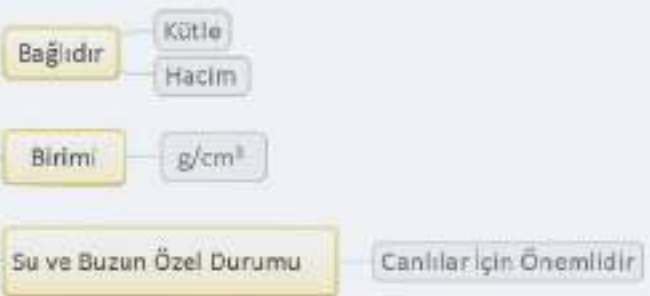 Bağlıdır
Kütle
Hacim
Birimi
g/cm³
Su ve Buzun Özel Durumu
Canlılar İçin Önemlidir